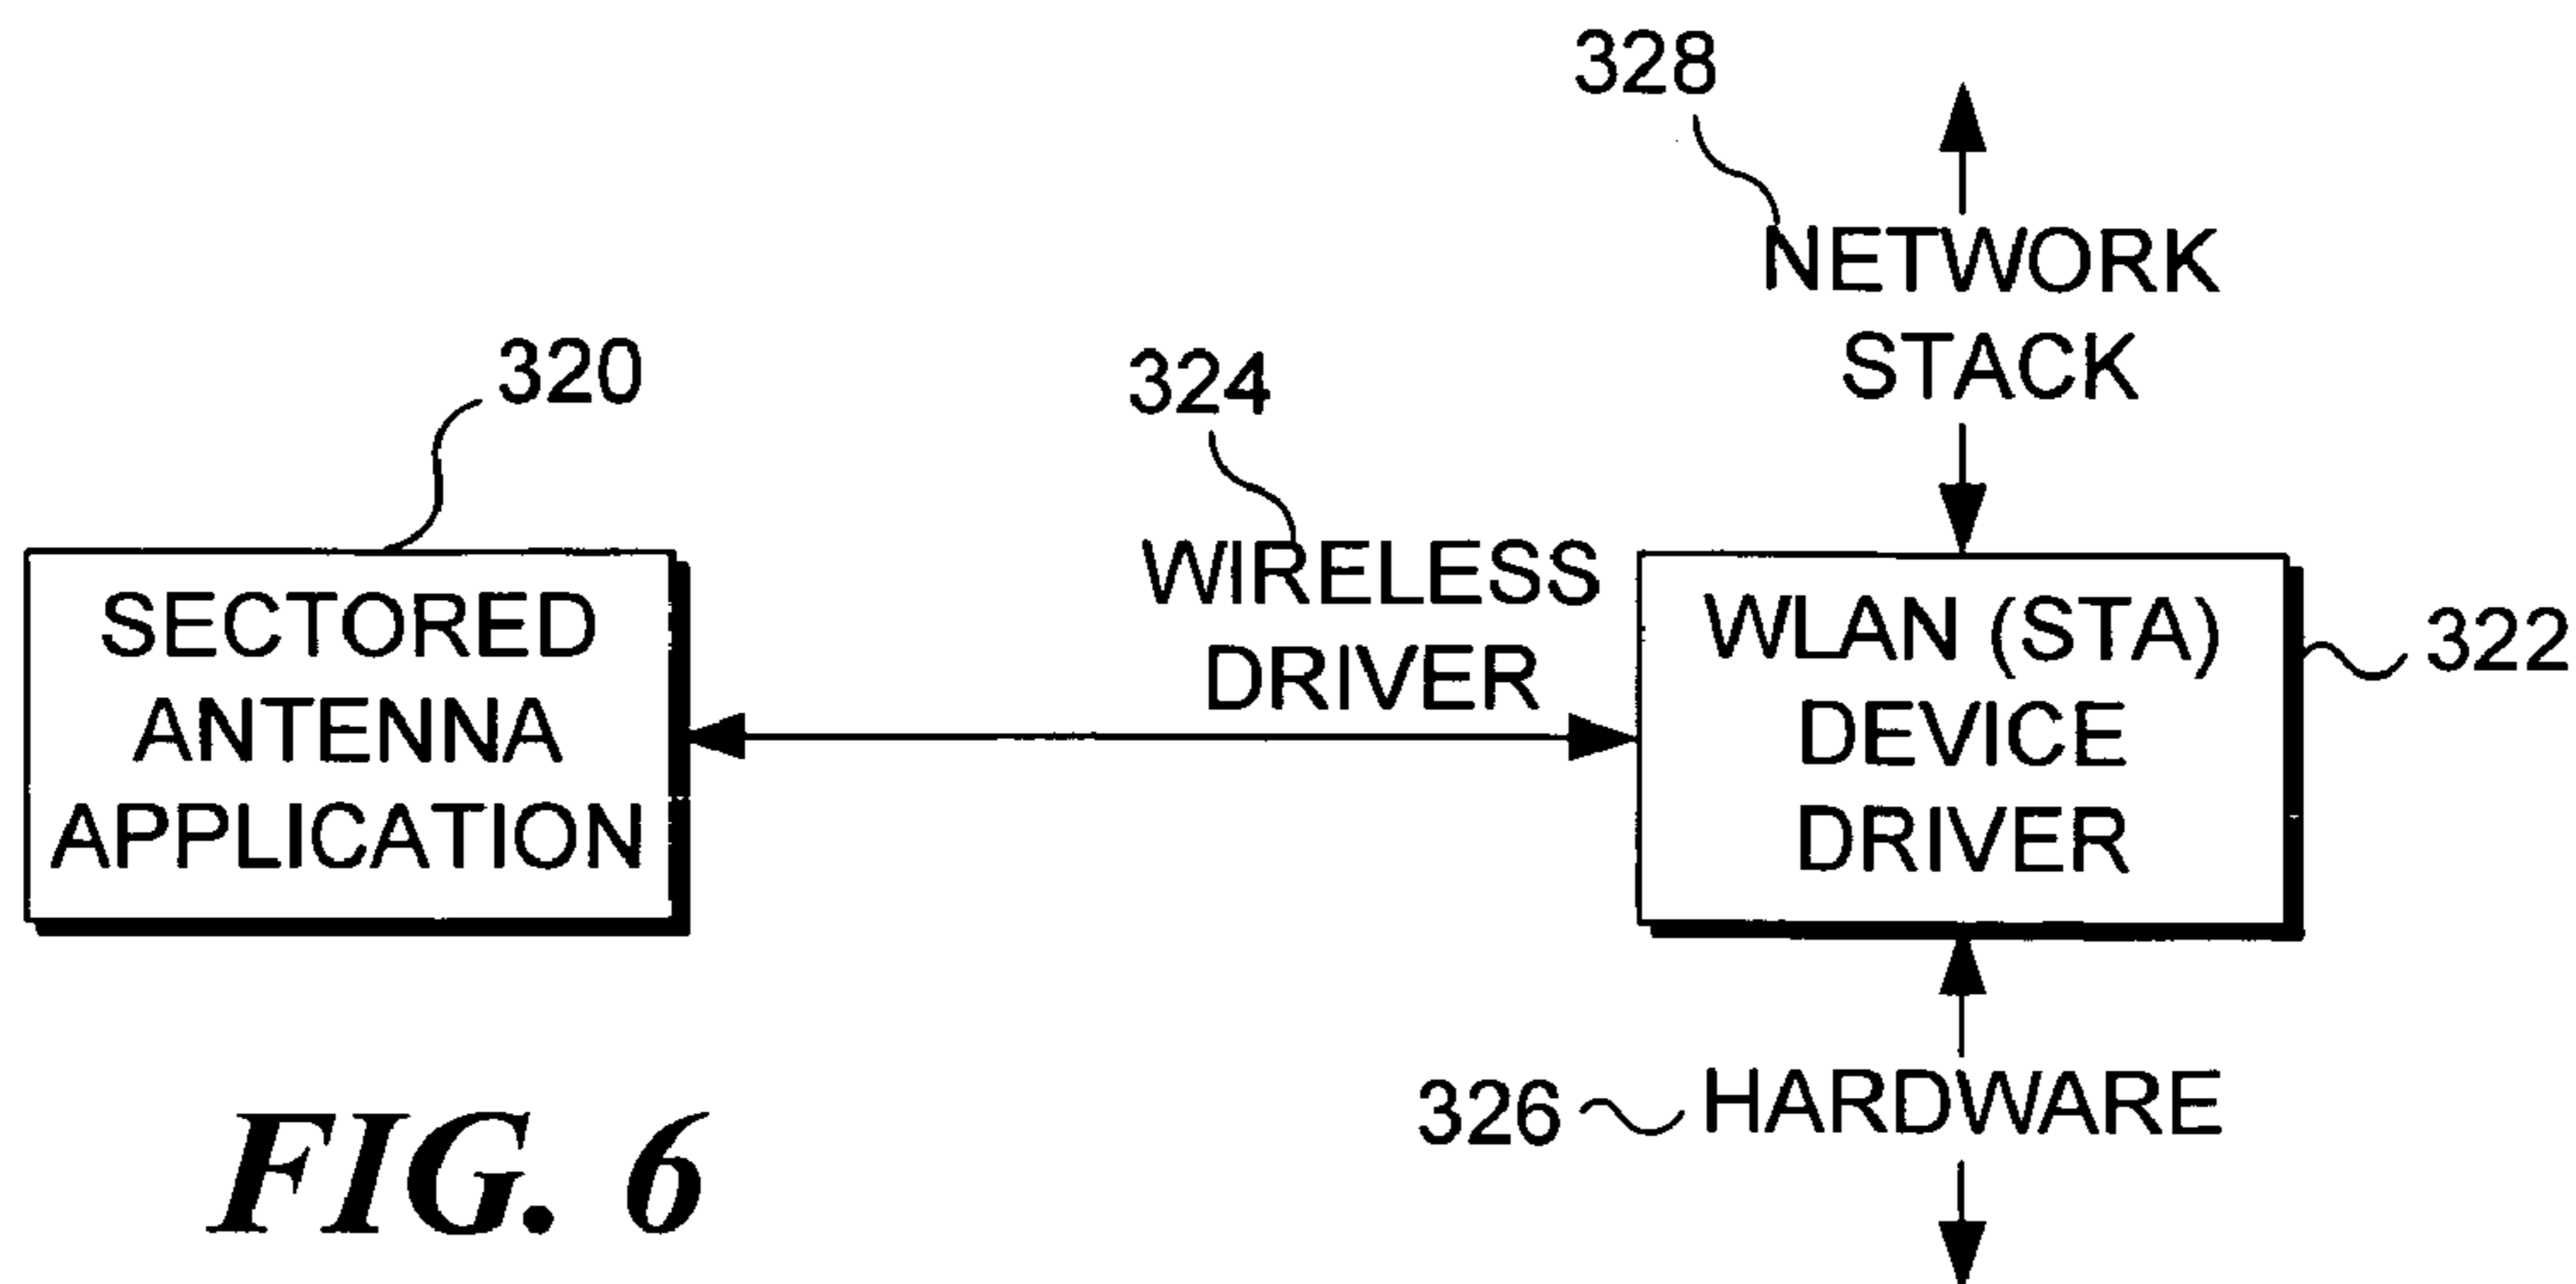 328
NETWORK
STACK
320
324
WIRELESS
DRIVER
SECTORED
ANTENNA
APPLICATION
WLAN (STA)
DEVICE
DRIVER
322
326
HARDWARE
FIG. 6